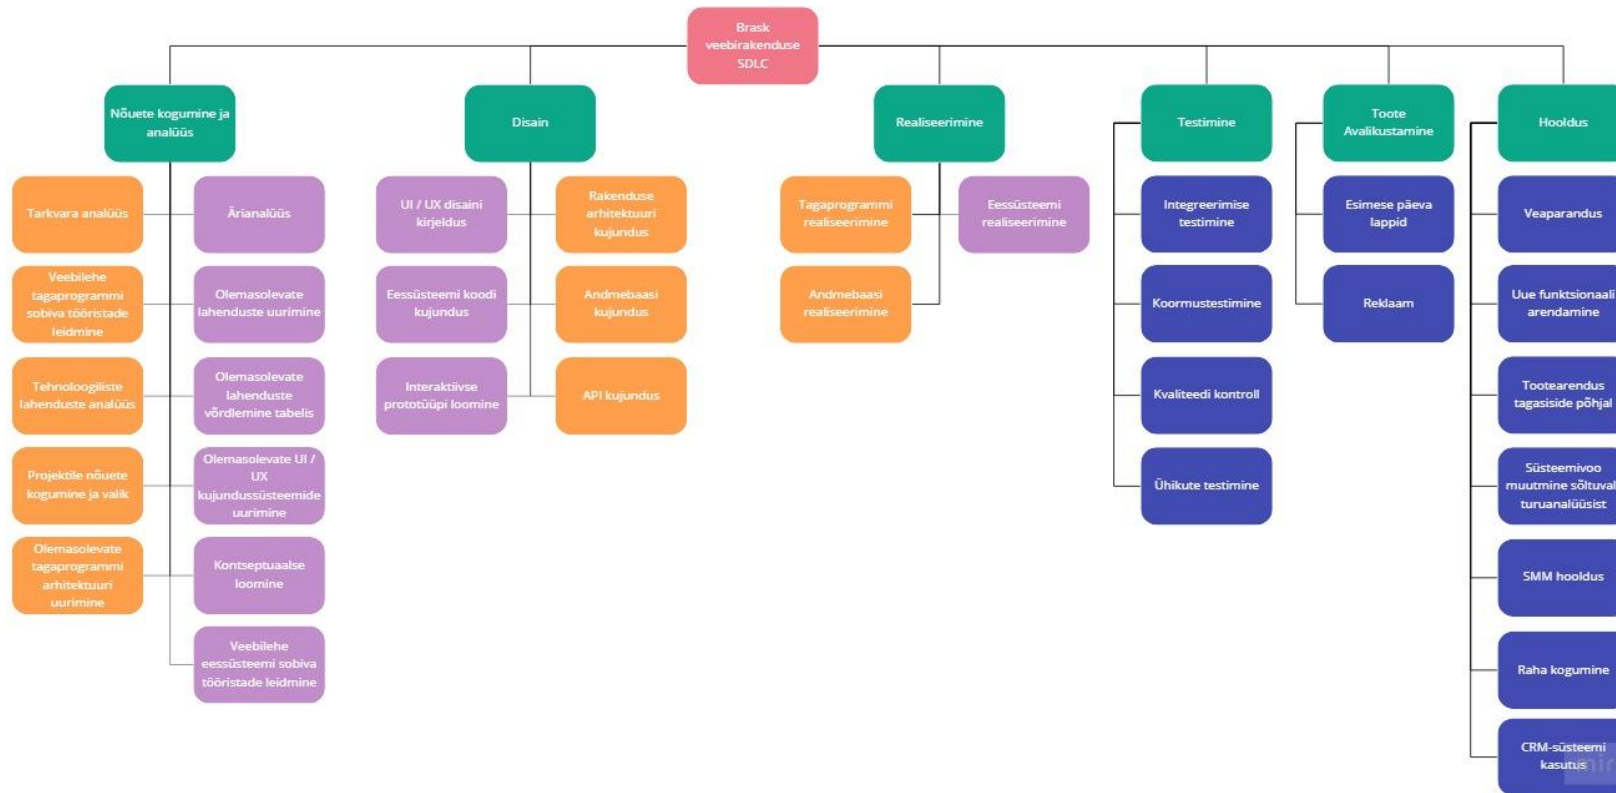 Brask
veebirakenduse
SDLC
Nõuete kogumine ja
analüüs
Disain
Realiseerimine
Testimine
Toote
Avalikustamine
Hooldus
Tarkvara analüüs
Veebilehe
tagaprogrammi
sobiva tööristade
leidmine
Tehnoloogiliste
lahenduste analüüs
Projektile nõuete
kogumine ja valik
Olemasolevate
tagaprogrammi
arhitektuuri
uurimine
Ärianalüüs
Olemasolevate
lahenduste uurimine
Olemasolevate
lahenduste
võrdlemine tabelis
Olemasolevate UI /
UX
kujundussüsteemide
uurimine
Kontseptuaalse
loomine
Veebilehe
eessüsteemi sobiva
tööristade leidmine
UI / UX disaini
kirjeldus
Eessüsteemi koodi
kujundus
Interaktiivse
prototüüpi loomine
Rakenduse
arhitektuuri
kujundus
Andmebaasi
kujundus
API kujundus
Tagaprogrammi
realiseerimine
Andmebaasi
realiseerimine
Eessüsteemi
realiseerimine
Integreerimise
testimine
Koormustestimine
Kvaliteedi kontroll
Ühikute testimine
Esimese päeva
lappid
Reklaam
Veaparandus
Uue funktsionaali
arendamine
Tootearendus
tagasiside põhjal
Süsteemivoo
muutmine sõltuval
turuanalüüsist
SMM hooldus
Raha kogumine
CRM-süsteemi
kasutus
mir